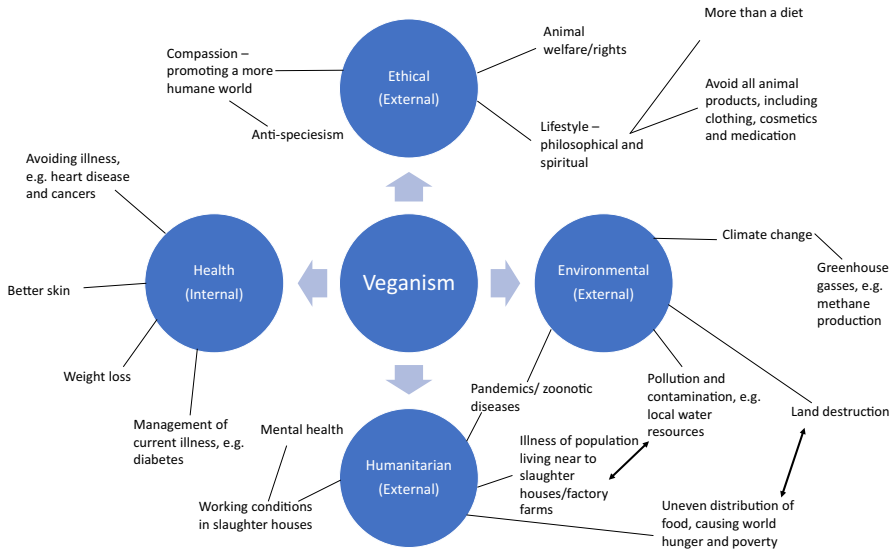 More than a diet
Animal
welfare/rights
Compassion –
promoting a more
humane world
Ethical
(External)
Avoid all animal
products, including
clothing, cosmetics
and medication
Anti-speciesism
Lifestyle –
philosophical and
spiritual
Avoiding illness,
e.g. heart disease
and cancers
Health
(Internal)
Veganism
Environmental
(External)
Climate change
Greenhouse
gasses, e.g.
methane
production
Better skin
Weight loss
Management of
current illness, e.g.
diabetes
Pandemics/ zoonotic
diseases
Pollution and
contamination, e.g.
local water
resources
Land destruction
Mental health
Humanitarian
(External)
Illness of population
living near to
slaughter
houses/factory
farms
Working conditions
in slaughter houses
Uneven distribution of
food, causing world
hunger and poverty